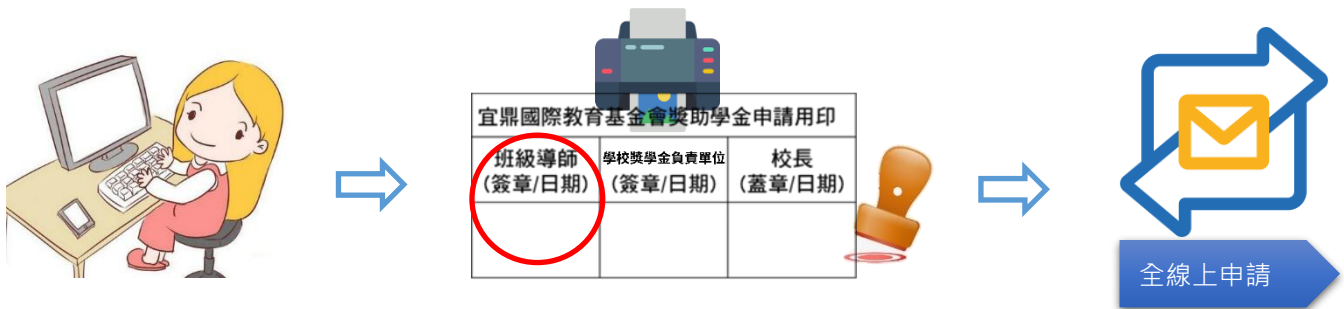 宜鼎國際教育基金會獎助學金申請用印
班級導師
(簽章/日期)
學校獎學金負責單位
(簽章/日期)
校長
(蓋章/日期)
全線上申請